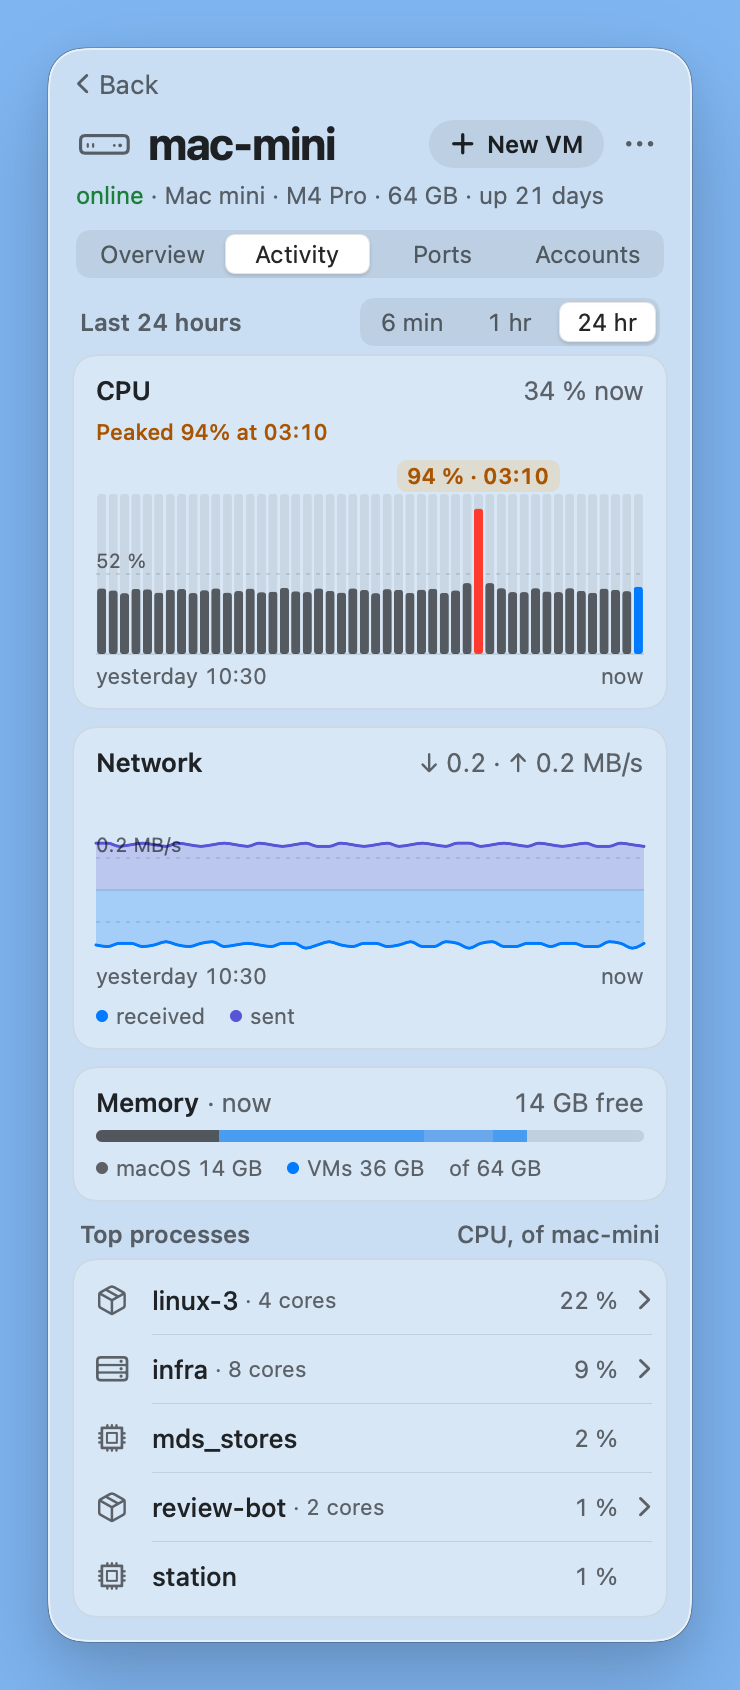 Back
mac-mini
New VM
online · Mac mini · M4 Pro · 64 GB · up 21 days
Overview Activity Ports Accounts
Last 24 hours 6 min 1 hr 24 hr
CPU 34 % now
Peaked 94% at 03:10
94 % · 03:10
52 %
yesterday 10:30 now
Network ↓ 0.2 · ↑ 0.2 MB/s
0.2 MB/s
yesterday 10:30 now
received sent
Memory · now 14 GB free
macOS 14 GB VMs 36 GB of 64 GB
Top processes CPU, of mac-mini
linux-3 · 4 cores 22 %
infra · 8 cores 9 %
mds_stores 2 %
review-bot · 2 cores 1 %
station 1 %